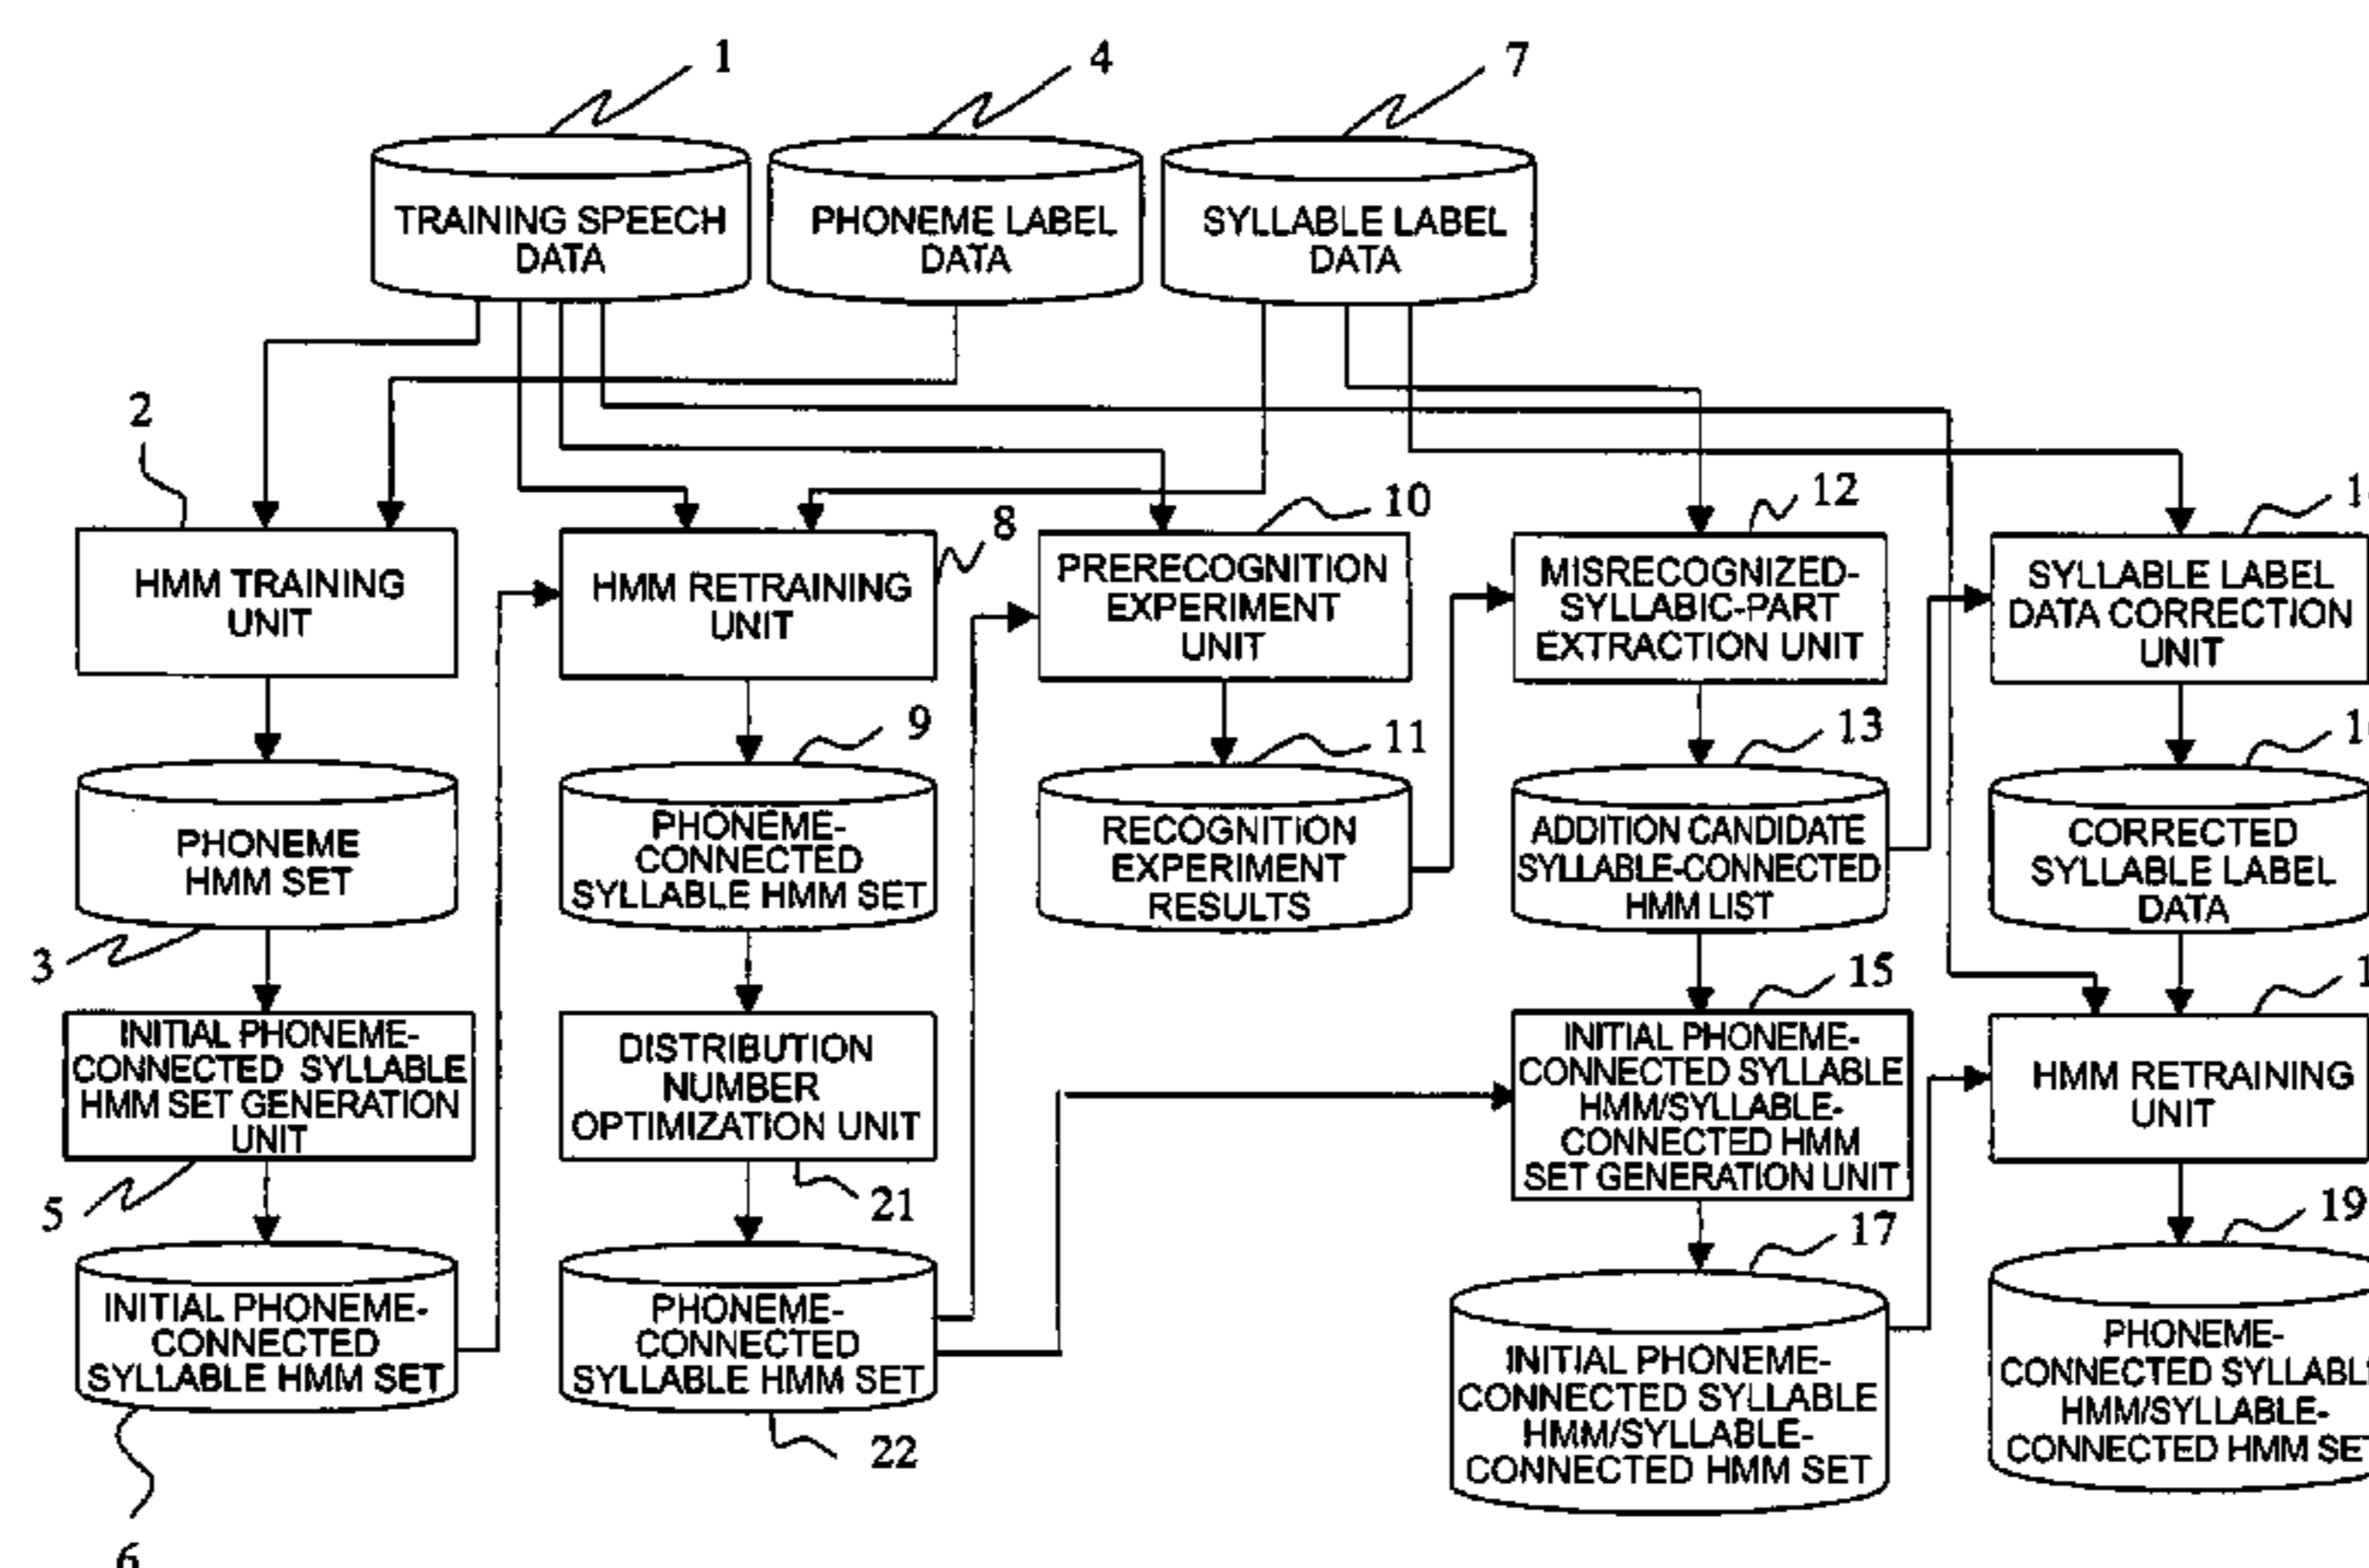 1
4
7
TRAINING SPEECH
DATA
PHONEME LABEL
DATA
SYLLABLE LABEL
DATA
2
8
10
12
HMM TRAINING
UNIT
HMM RETRAINING
UNIT
PRERECOGNITION
EXPERIMENT
UNIT
MISRECOGNIZED-
SYLLABIC-PART
EXTRACTION UNIT
SYLLABLE LABEL
DATA CORRECTION
UNIT
9
11
13
PHONEME
HMM SET
PHONEME-
CONNECTED
SYLLABLE HMM SET
RECOGNITION
EXPERIMENT
RESULTS
ADDITION CANDIDATE
SYLLABLE-CONNECTED
HMM LIST
CORRECTED
SYLLABLE LABEL
DATA
3
15
INITIAL PHONEME-
CONNECTED SYLLABLE
HMM SET GENERATION
UNIT
DISTRIBUTION
NUMBER
OPTIMIZATION UNIT
INITIAL PHONEME-
CONNECTED SYLLABLE
HMM/SYLLABLE-
CONNECTED HMM
SET GENERATION UNIT
HMM RETRAINING
UNIT
5
21
17
19
INITIAL PHONEME-
CONNECTED
SYLLABLE HMM SET
PHONEME-
CONNECTED
SYLLABLE HMM SET
INITIAL PHONEME-
CONNECTED SYLLABLE
HMM/SYLLABLE-
CONNECTED HMM SET
PHONEME-
CONNECTED SYLLABLE
HMM/SYLLABLE-
CONNECTED HMM SET
6
22